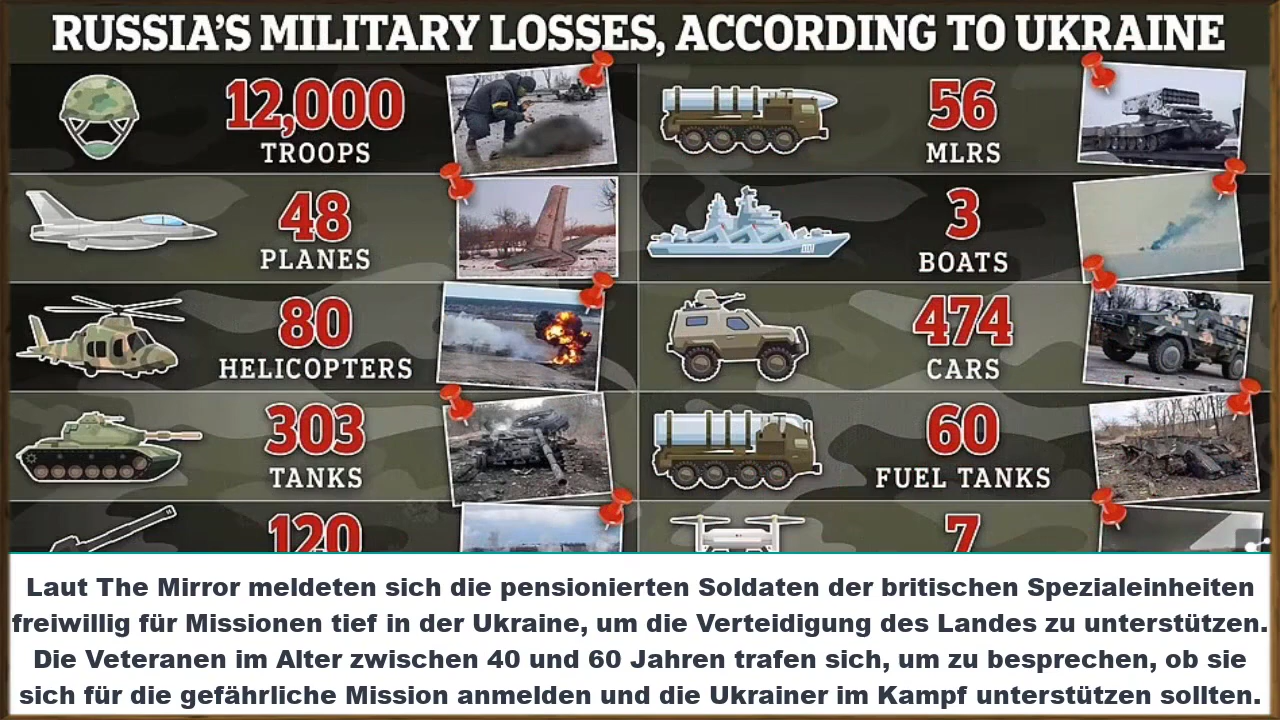 RUSSIA'S MILITARY LOSSES, ACCORDING TO UKRAINE
12,000
TROOPS
56
MLRS
48
PLANES
3
BOATS
80
HELICOPTERS
474
CARS
303
TANKS
60
FUEL TANKS
120
7
Laut The Mirror meldeten sich die pensionierten Soldaten der britischen Spezialeinheiten
freiwillig für Missionen tief in der Ukraine, um die Verteidigung des Landes zu unterstützen.
Die Veteranen im Alter zwischen 40 und 60 Jahren trafen sich, um zu besprechen, ob sie
sich für die gefährliche Mission anmelden und die Ukrainer im Kampf unterstützen sollten.